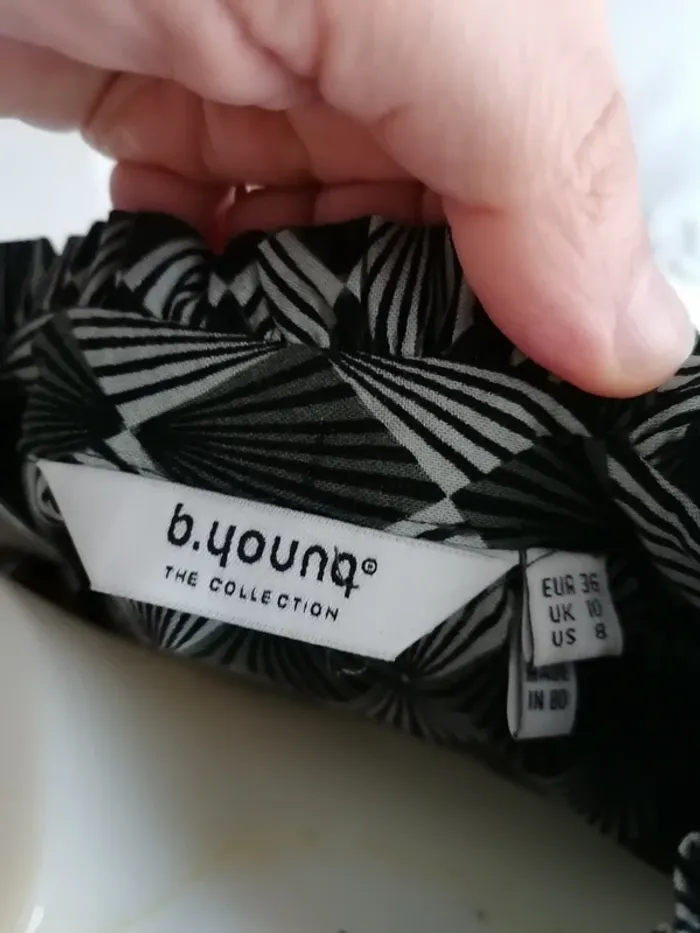 b.young®
THE COLLECTION
EUR 36
UK 10
US 8
MADE
IN BD